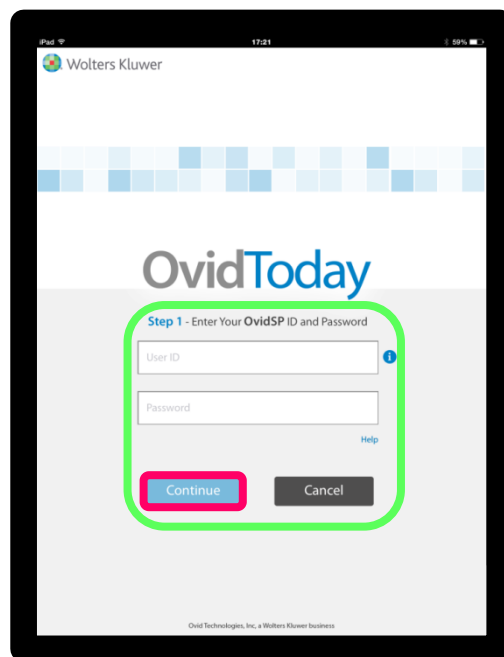 iPad 17:21 59%
Wolters Kluwer
OvidToday
Step 1 - Enter Your OvidSP ID and Password
User ID
Password
Help
Continue Cancel
Ovid Technologies, Inc, a Wolters Kluwer business